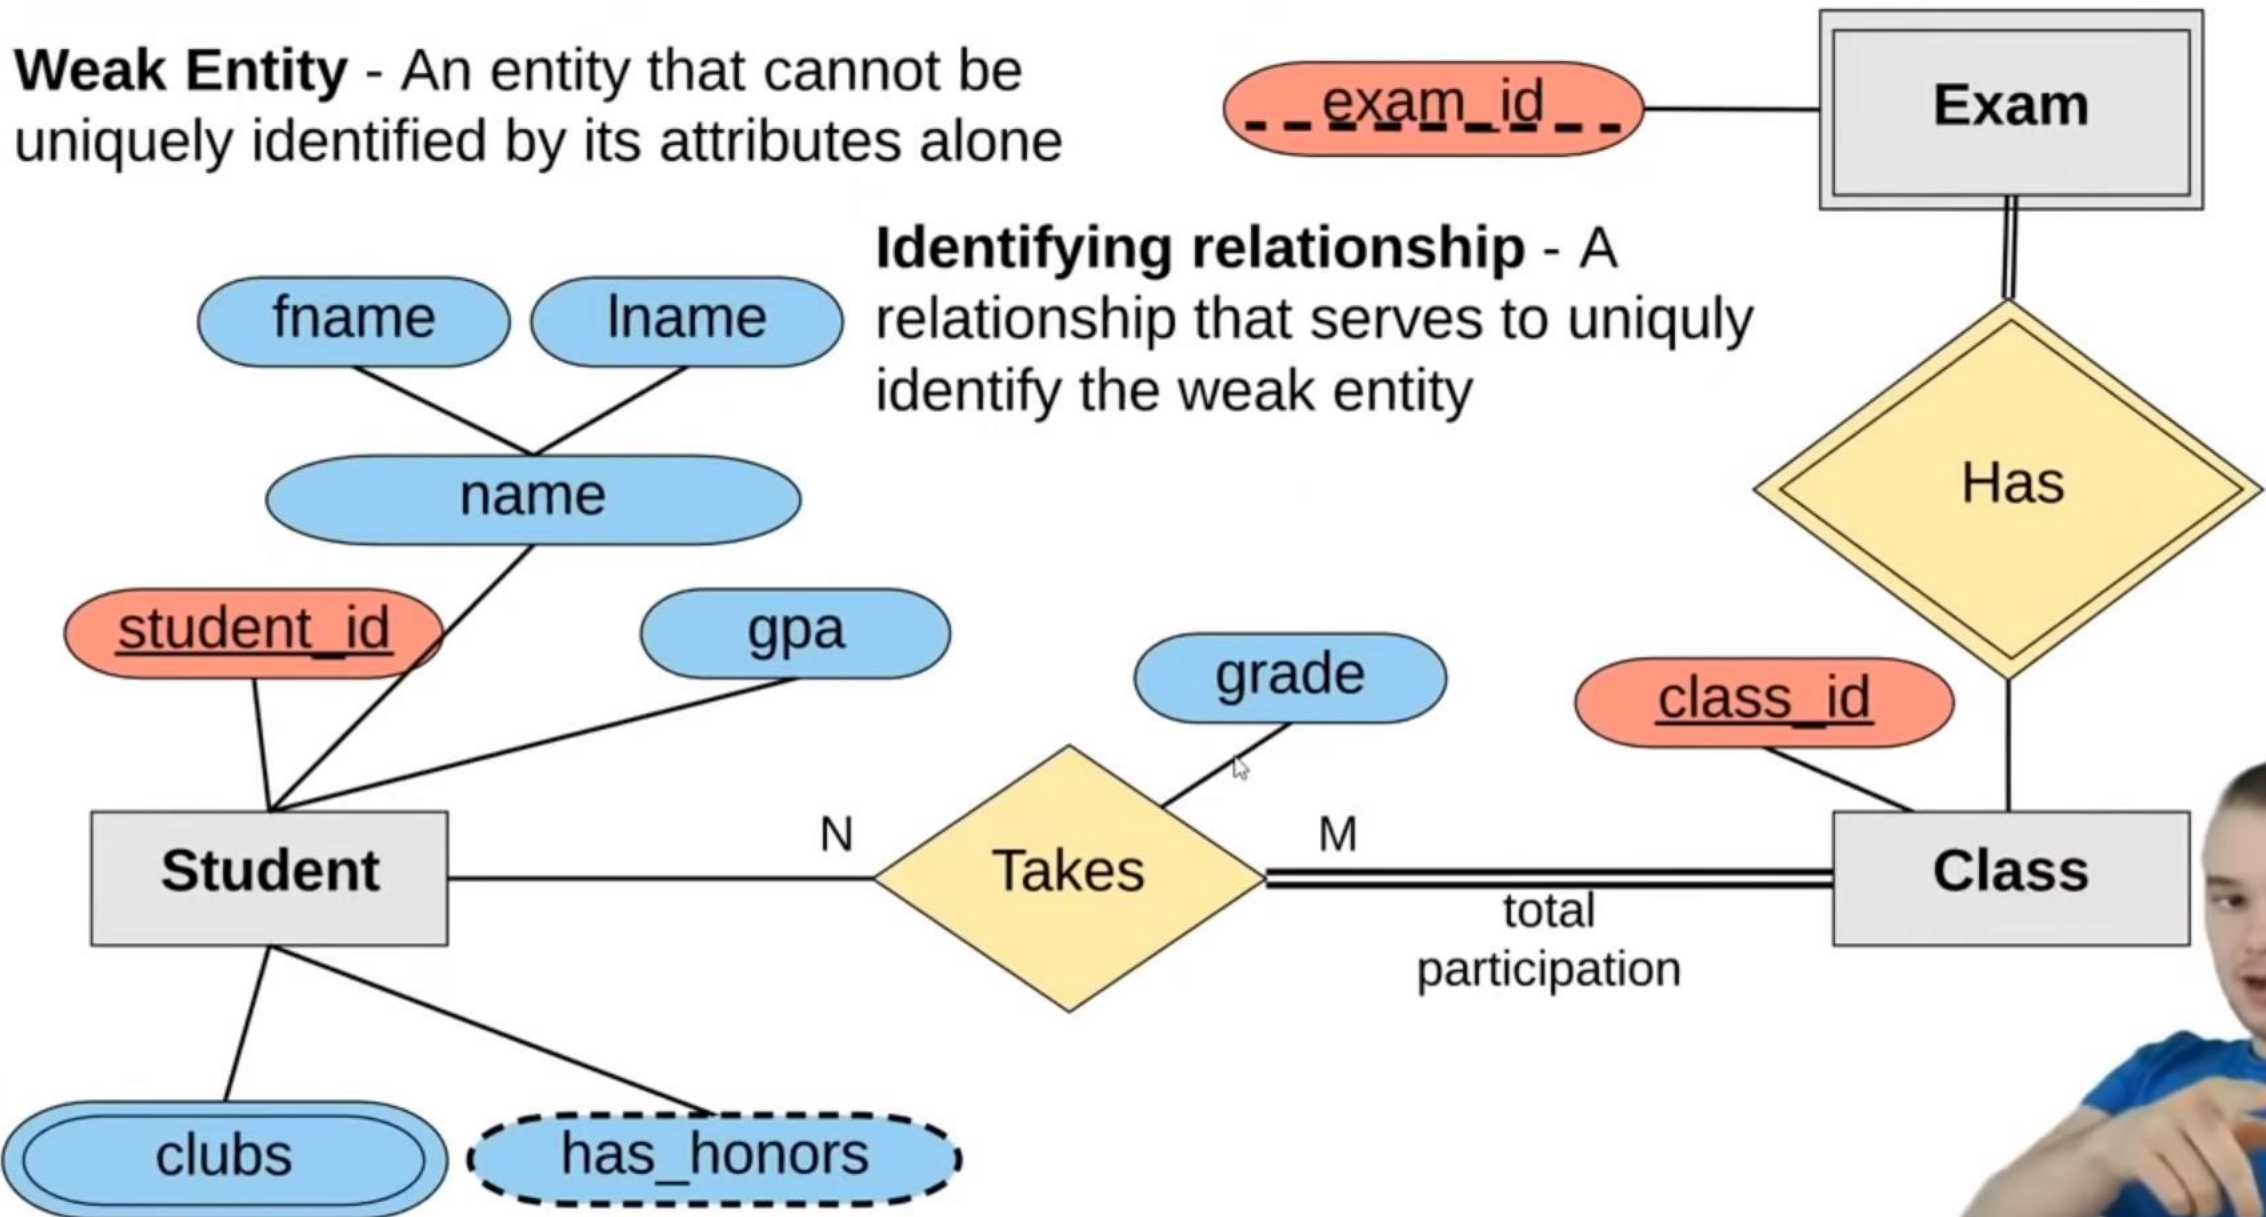 Weak Entity - An entity that cannot be
uniquely identified by its attributes alone
exam_id
Exam
Identifying relationship - A
relationship that serves to uniquly
identify the weak entity
fname
lname
name
Has
student_id
gpa
grade
class_id
N
M
Student
Takes
Class
total
participation
clubs
has_honors